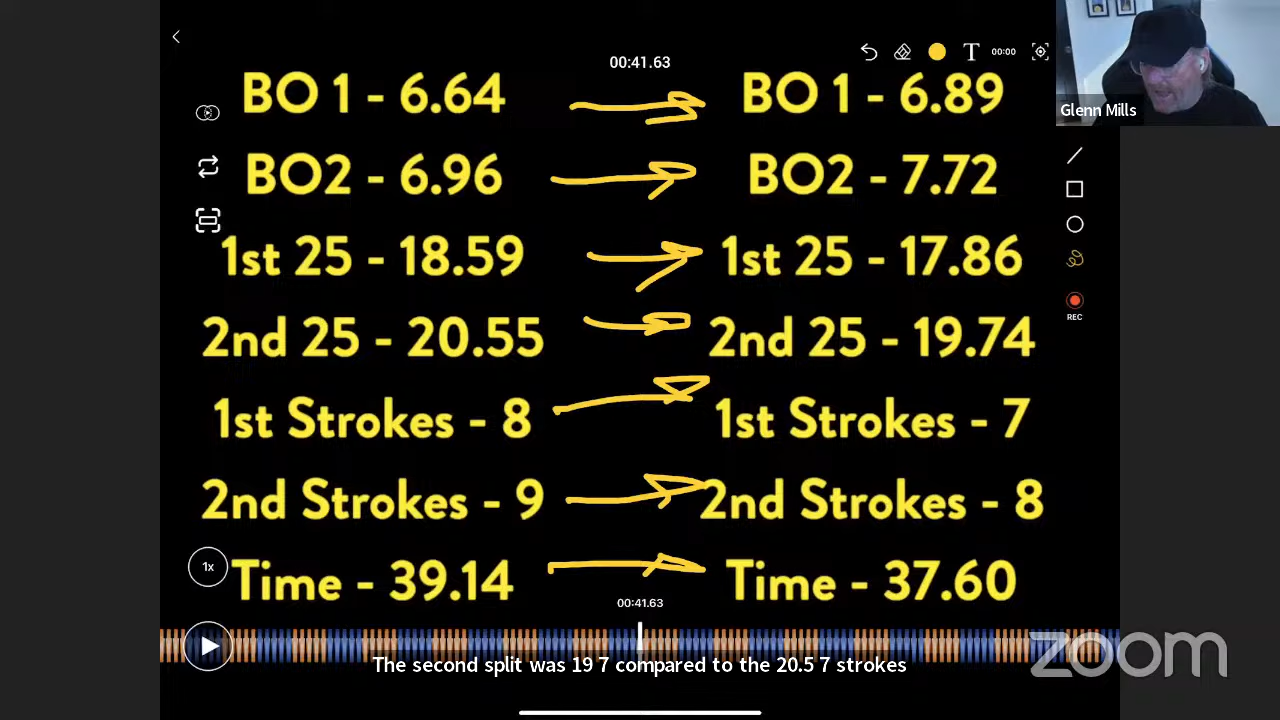 00:41.63
T
00:00
Glenn Mills
BO 1 - 6.64
BO 1 - 6.89
BO2 - 6.96
BO2 - 7.72
1st 25 - 18.59
1st 25 - 17.86
REC
2nd 25 - 20.55
2nd 25 - 19.74
1st Strokes - 8
1st Strokes - 7
2nd Strokes - 9
2nd Strokes - 8
1x
Time - 39.14
Time - 37.60
00:41.63
zoom
The second split was 19 7 compared to the 20.5 7 strokes